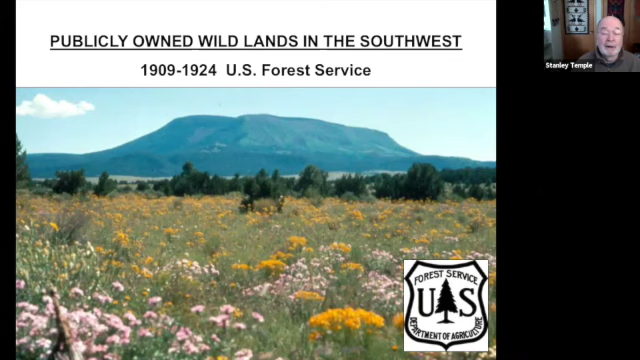 PUBLICLY OWNED WILD LANDS IN THE SOUTHWEST
1909-1924 U.S. Forest Service
Stanley Temple
FOREST SERVICE
U S
DEPARTMENT OF AGRICULTURE